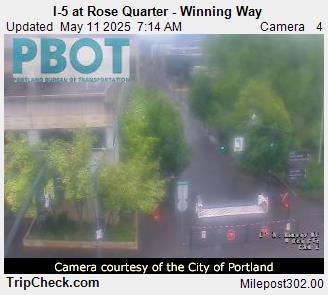 I-5 at Rose Quarter - Winning Way
Updated May 11 2025 7:14 AM Camera 4
PBOT
PORTLAND BUREAU OF TRANSPORTATION
Camera courtesy of the City of Portland
TripCheck.com Milepost302.00